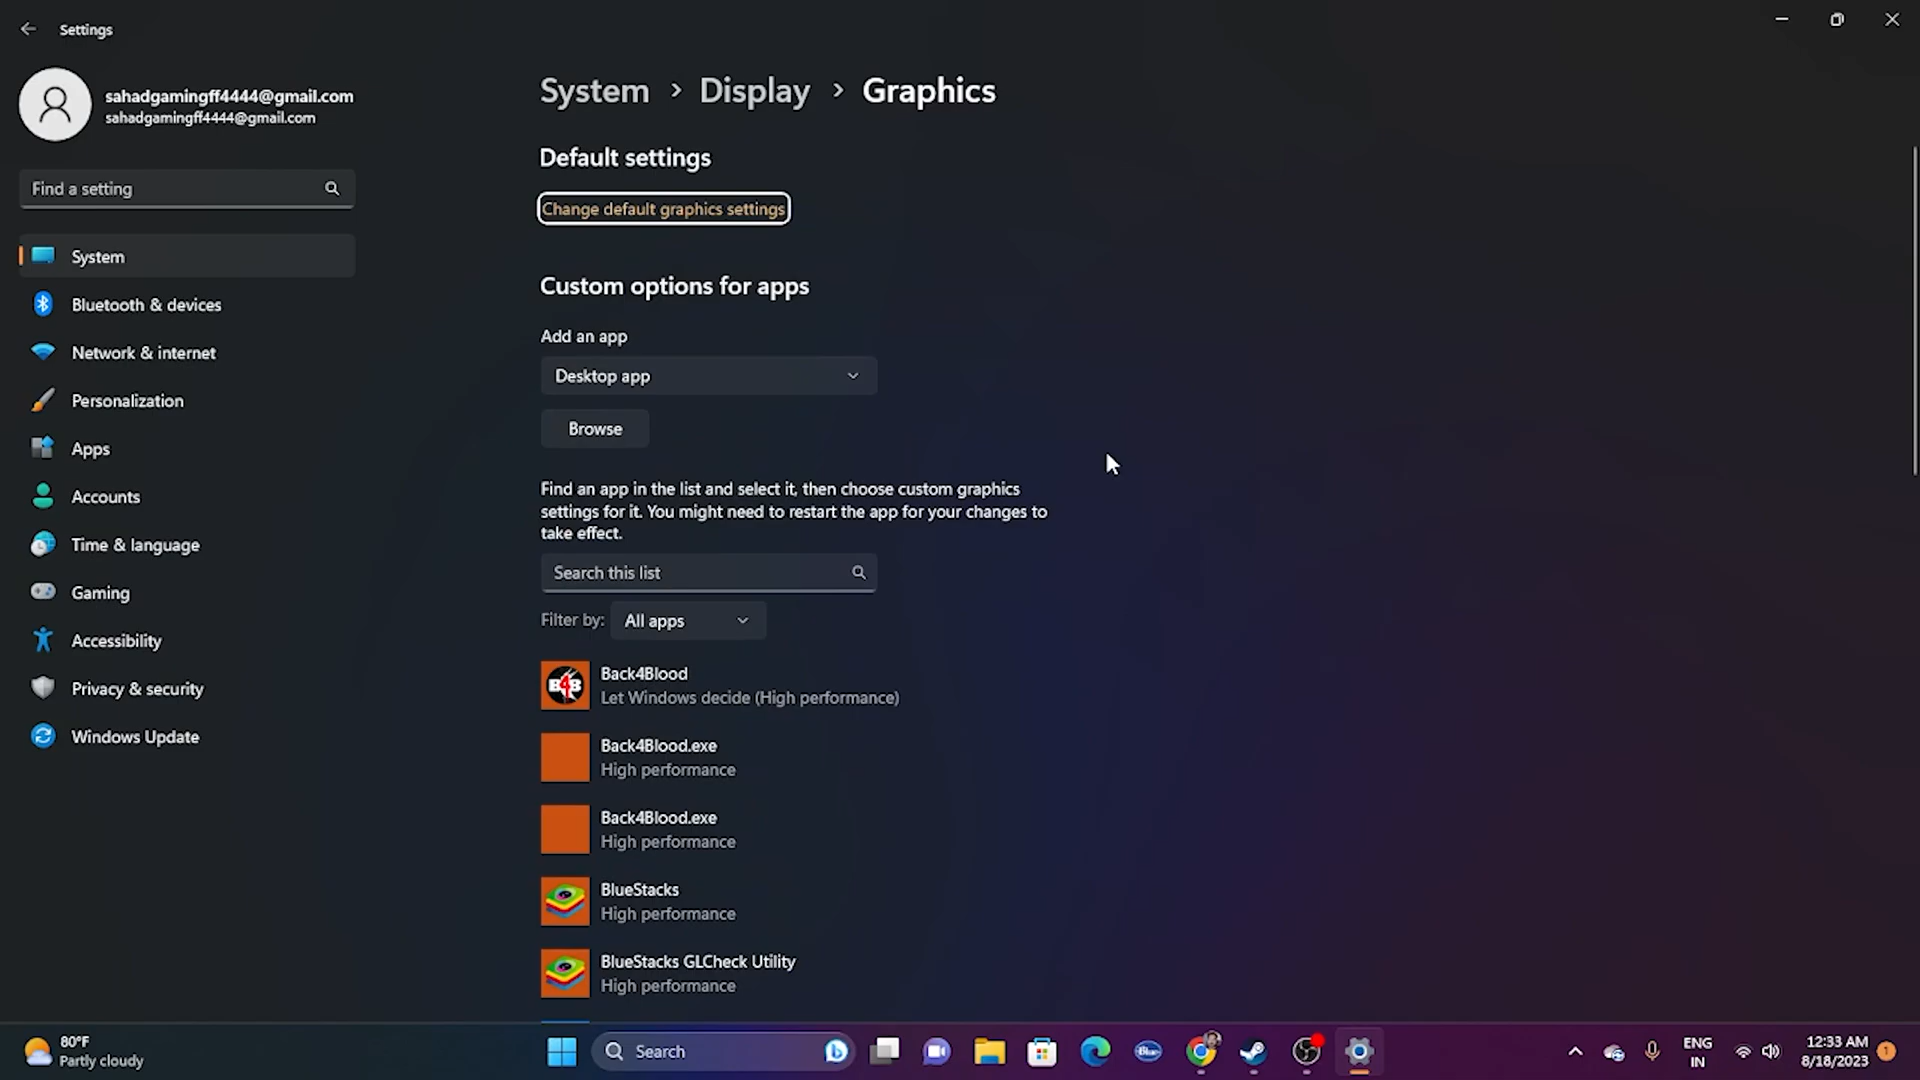 Settings
sahadgamingff4444@gmail.com
sahadgamingff4444@gmail.com
Find a setting
System
Bluetooth & devices
Network & internet
Personalization
Apps
Accounts
Time & language
Gaming
Accessibility
Privacy & security
Windows Update
System > Display > Graphics
Default settings
Change default graphics settings
Custom options for apps
Add an app
Desktop app
Browse
Find an app in the list and select it, then choose custom graphics
settings for it. You might need to restart the app for your changes to
take effect.
Search this list
Filter by: All apps
B4B
Back4Blood
Let Windows decide (High performance)
Back4Blood.exe
High performance
Back4Blood.exe
High performance
BlueStacks
High performance
BlueStacks GLCheck Utility
High performance
80°F
Partly cloudy
Search
ENG
IN
12:33 AM
8/18/2023
1